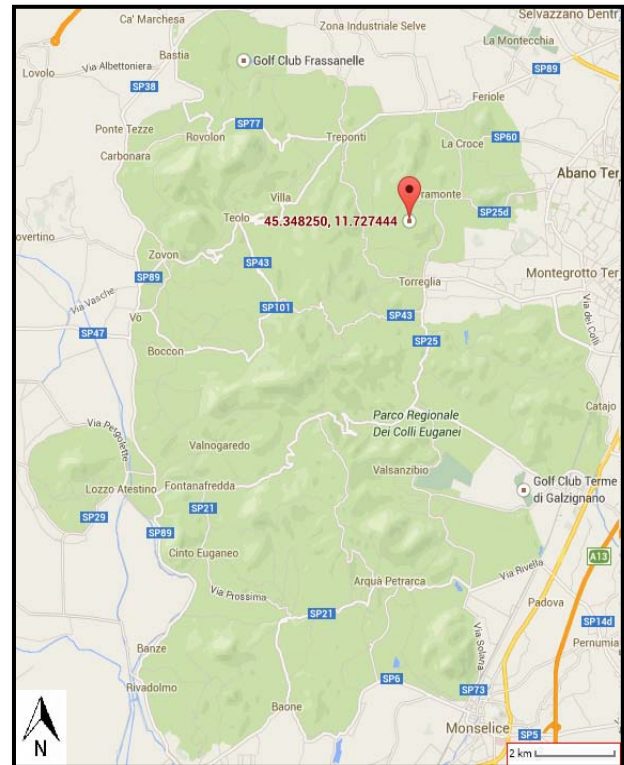 Ca' Marchesa
Zona Industriale Selve
Selvazzano Dentr
Bastia
Golf Club Frassanelle
La Montecchia
Via Albettoniera
Lovolo
SP38
SP89
Feriole
Ponte Tezze
SP77
Rovolon
Treponti
SP60
Carbonara
La Croce
Abano Ter
Villa
ramonte
SP25d
Teolo
45.348250, 11.727444
overtino
Zovon
SP43
SP89
Torreglia
Montegrotto Ter
Via Vasche
SP101
SP43
Via dei Colli
Vò
SP47
SP25
Boccon
Catajo
Via Pergolette
Parco Regionale
Dei Colli Euganei
Valnogaredo
Valsanzibio
Lozzo Atestino
Fontanafredda
Golf Club Terme
di Galzignano
SP21
SP29
SP89
Cinto Euganeo
A13
Via Rivella
Arquà Petrarca
Via Prossima
Padova
SP21
SP14d
Via Solana
Pernumia
Banze
SP6
SP73
Rivadolmo
Baone
Monselice
SP5
N
2 km